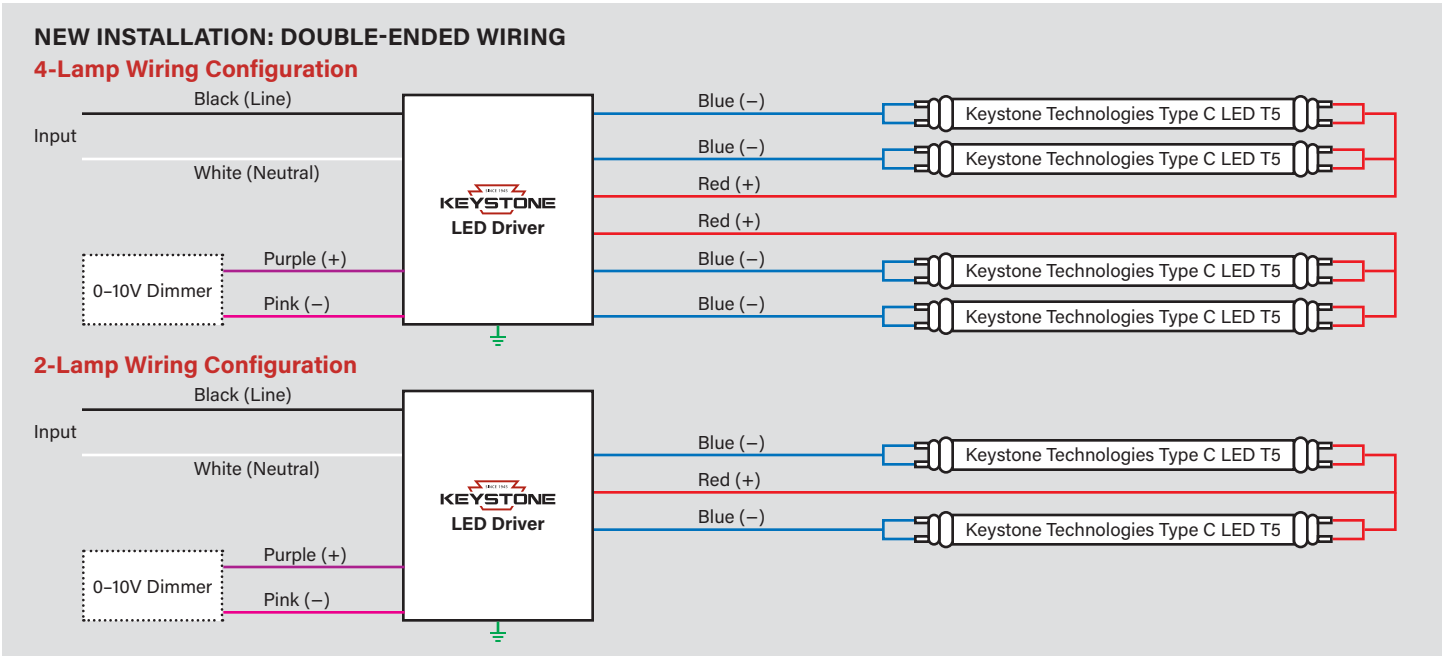 NEW INSTALLATION: DOUBLE-ENDED WIRING
4-Lamp Wiring Configuration
Black (Line)
Input
White (Neutral)
0–10V Dimmer
Purple (+)
Pink (−)
SINCE 1945
KEYSTONE
LED Driver
Blue (−)
Keystone Technologies Type C LED T5
Blue (−)
Keystone Technologies Type C LED T5
Red (+)
Red (+)
Blue (−)
Keystone Technologies Type C LED T5
Blue (−)
Keystone Technologies Type C LED T5
2-Lamp Wiring Configuration
Black (Line)
Input
White (Neutral)
0–10V Dimmer
Purple (+)
Pink (−)
SINCE 1945
KEYSTONE
LED Driver
Blue (−)
Keystone Technologies Type C LED T5
Red (+)
Blue (−)
Keystone Technologies Type C LED T5